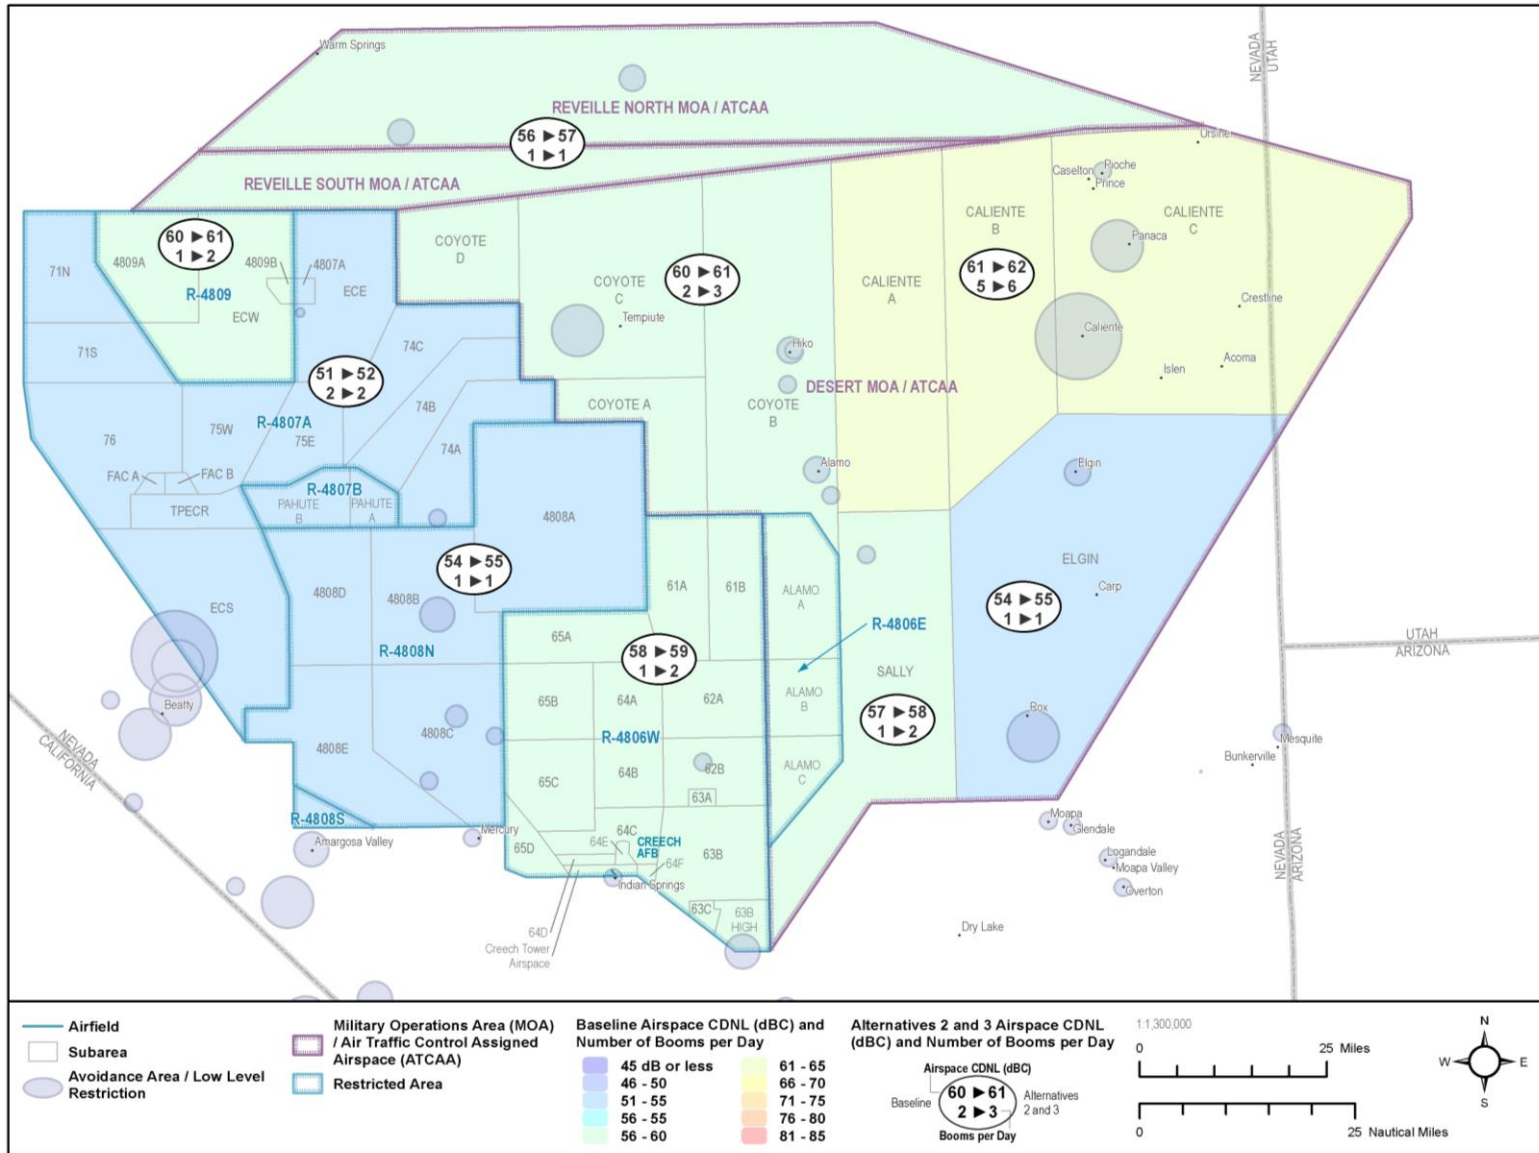 Warm Springs
REVEILLE NORTH MOA / ATCAA
56 ►57
1 ►1
REVEILLE SOUTH MOA / ATCAA
NEVADA
UTAH
Ursine
Pioche
Caselton
Prince
CALIENTE
B
CALIENTE
C
Panaca
60 ►61
1 ►2
4809A
4809B
4807A
71N
R-4809
ECE
ECW
COYOTE
D
COYOTE
C
Tempiute
60 ►61
2 ►3
CALIENTE
A
61 ►62
5 ►6
Crestline
Caliente
71S
74C
Hiko
Islen
Acoma
51 ►52
2 ►2
DESERT MOA / ATCAA
COYOTE A
COYOTE
B
74B
R-4807A
76
75W
75E
74A
FAC A
FAC B
Alamo
Elgin
R-4807B
PAHUTE
B
PAHUTE
A
TPECR
4808A
54 ►55
1 ►1
ELGIN
Carp
61A
61B
ALAMO
A
4808D
4808B
ECS
54 ►55
1 ►1
R-4806E
65A
UTAH
ARIZONA
R-4808N
58 ►59
1 ►2
SALLY
65B
64A
62A
ALAMO
B
Beatty
57 ►58
1 ►2
Rox
4808E
4808C
R-4806W
Mesquite
Bunkerville
NEVADA
CALIFORNIA
65C
64B
62B
ALAMO
C
63A
R-4808S
Mercury
Amargosa Valley
64C
65D
64E
CREECH
AFB
64F
63B
Moapa
Glendale
Logandale
Moapa Valley
Overton
NEVADA
ARIZONA
Indian Springs
63C
63B
HIGH
64D
Creech Tower
Airspace
Dry Lake
Airfield
Subarea
Avoidance Area / Low Level
Restriction
Military Operations Area (MOA)
/ Air Traffic Control Assigned
Airspace (ATCAA)
Restricted Area
Baseline Airspace CDNL (dBC) and
Number of Booms per Day
45 dB or less
46 - 50
51 - 55
56 - 55
56 - 60
61 - 65
66 - 70
71 - 75
76 - 80
81 - 85
Alternatives 2 and 3 Airspace CDNL
(dBC) and Number of Booms per Day
Airspace CDNL (dBC)
Baseline
60 ►61
2 ►3
Alternatives
2 and 3
Booms per Day
1:1,300,000
0 25 Miles
0 25 Nautical Miles
N
W E
S